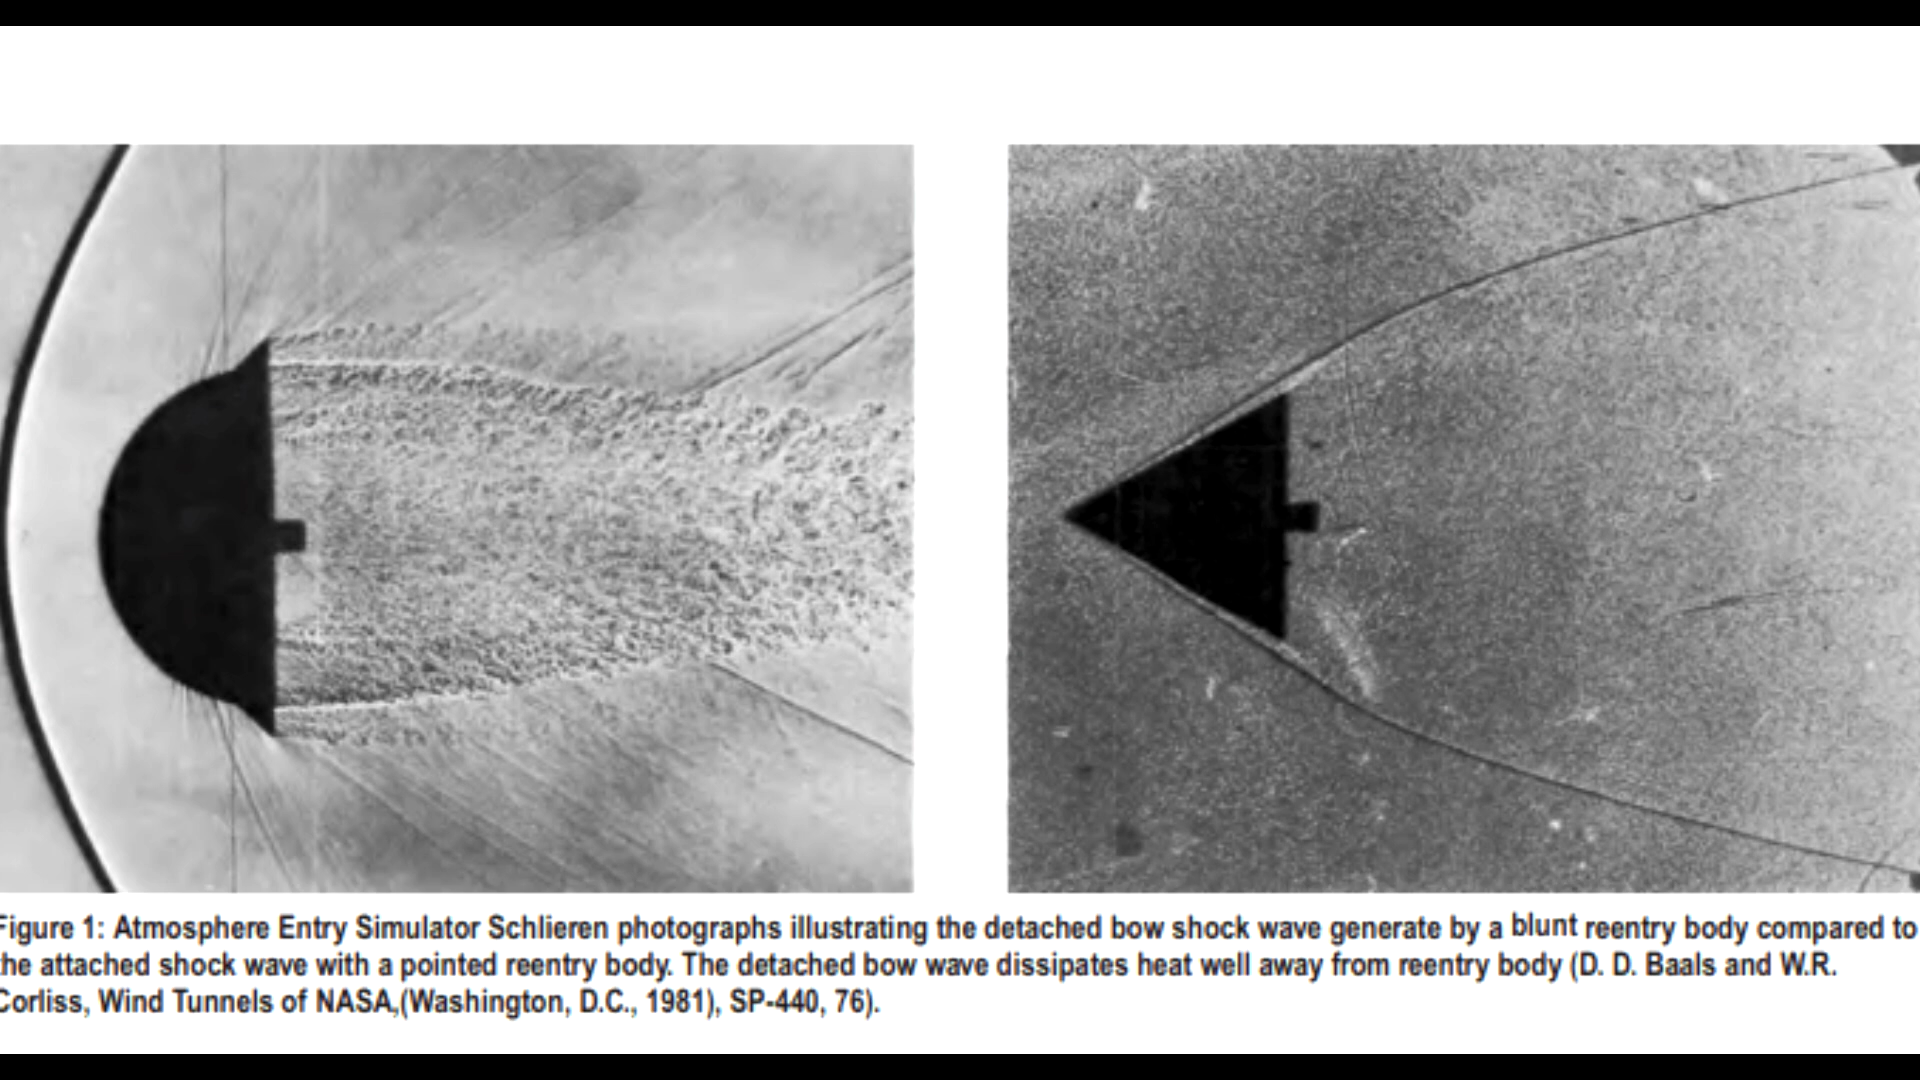 Figure 1: Atmosphere Entry Simulator Schlieren photographs illustrating the detached bow shock wave generate by a blunt reentry body compared to
the attached shock wave with a pointed reentry body. The detached bow wave dissipates heat well away from reentry body (D. D. Baals and W.R.
Corliss, Wind Tunnels of NASA,(Washington, D.C., 1981), SP-440, 76).